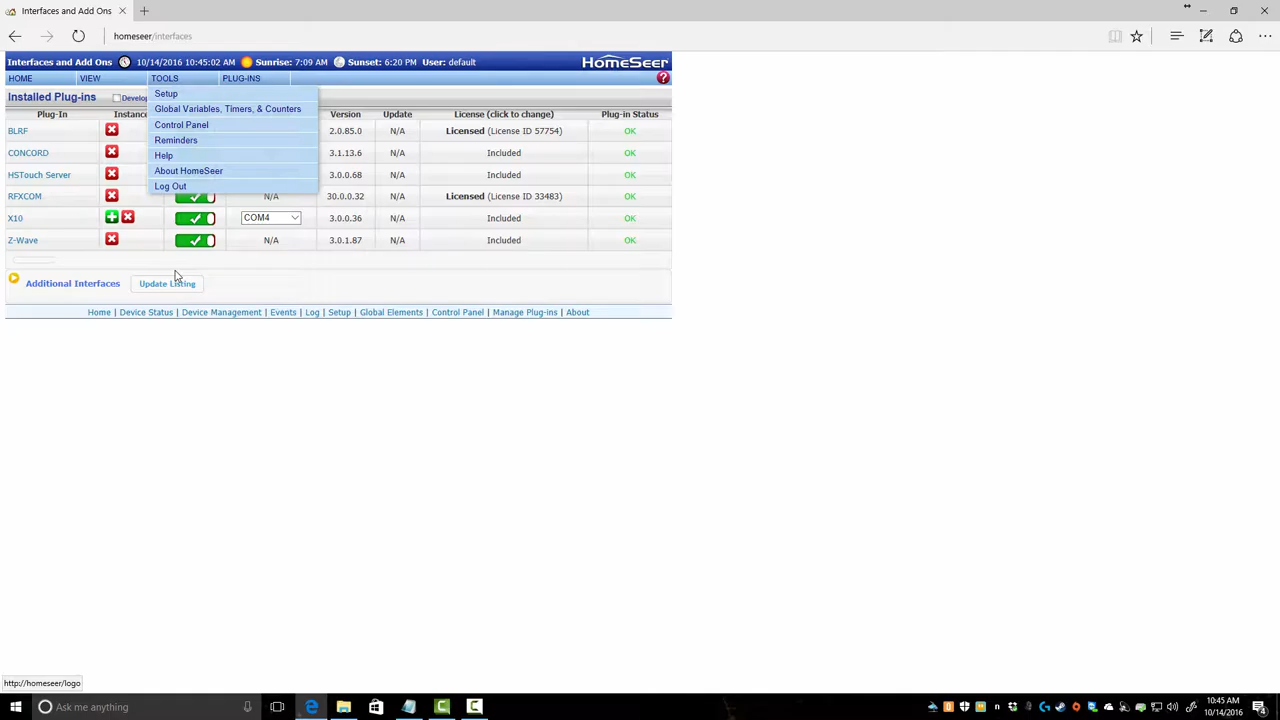 Interfaces and Add Ons
homeseer/interfaces
Interfaces and Add Ons 10/14/2016 10:45:02 AM Sunrise: 7:09 AM Sunset: 6:20 PM User: default HomeSeer
HOME VIEW TOOLS PLUG-INS
Installed Plug-ins Develop
Setup
Global Variables, Timers, & Counters
Control Panel
Reminders
Help
About HomeSeer
Log Out
Plug-In Instance Version Update License (click to change) Plug-in Status
BLRF 2.0.85.0 N/A Licensed (License ID 57754) OK
CONCORD 3.1.13.6 N/A Included OK
HSTouch Server 3.0.0.68 N/A Included OK
RFXCOM N/A 30.0.0.32 N/A Licensed (License ID 33483) OK
X10 COM4 3.0.0.36 N/A Included OK
Z-Wave N/A 3.0.1.87 N/A Included OK
Additional Interfaces Update Listing
Home | Device Status | Device Management | Events | Log | Setup | Global Elements | Control Panel | Manage Plug-ins | About
http://homeseer/logo
Ask me anything
10:45 AM
10/14/2016